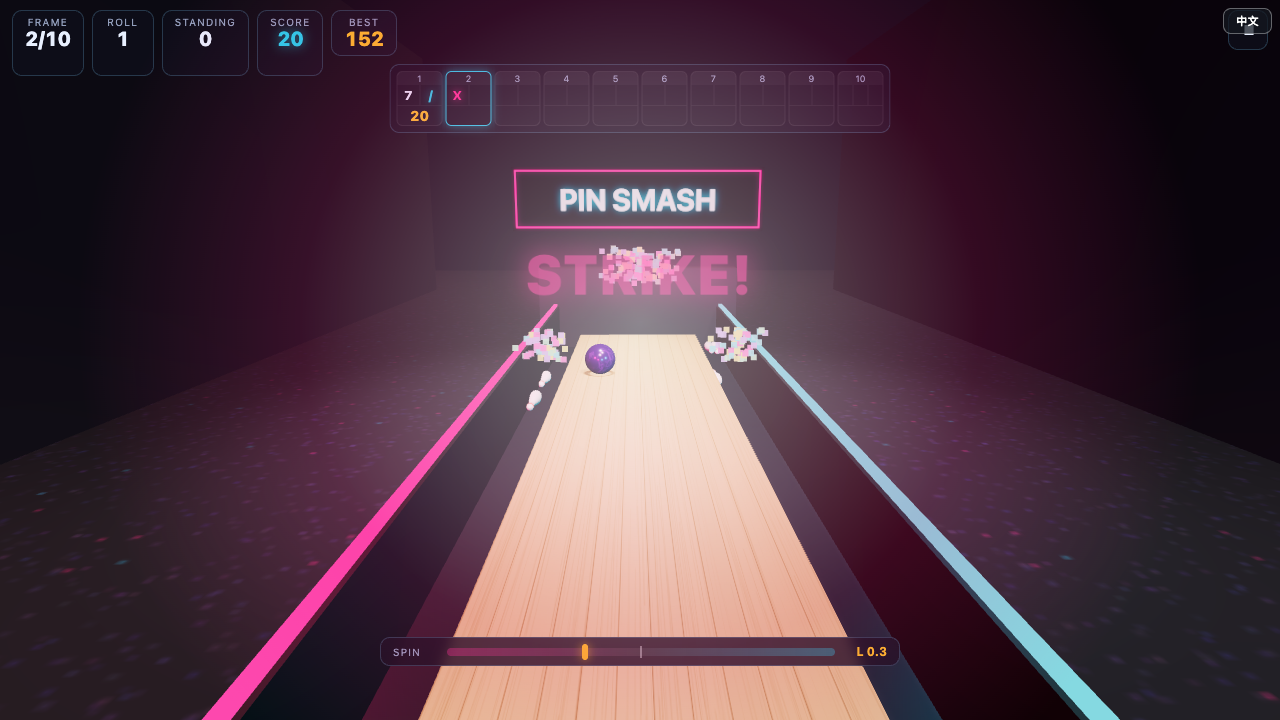 FRAME
2/10
ROLL
1
STANDING
0
SCORE
20
BEST
152
中文
1 2 3 4 5 6 7 8 9 10
7 / X
20
PIN SMASH
STRIKE!
SPIN
L 0.3